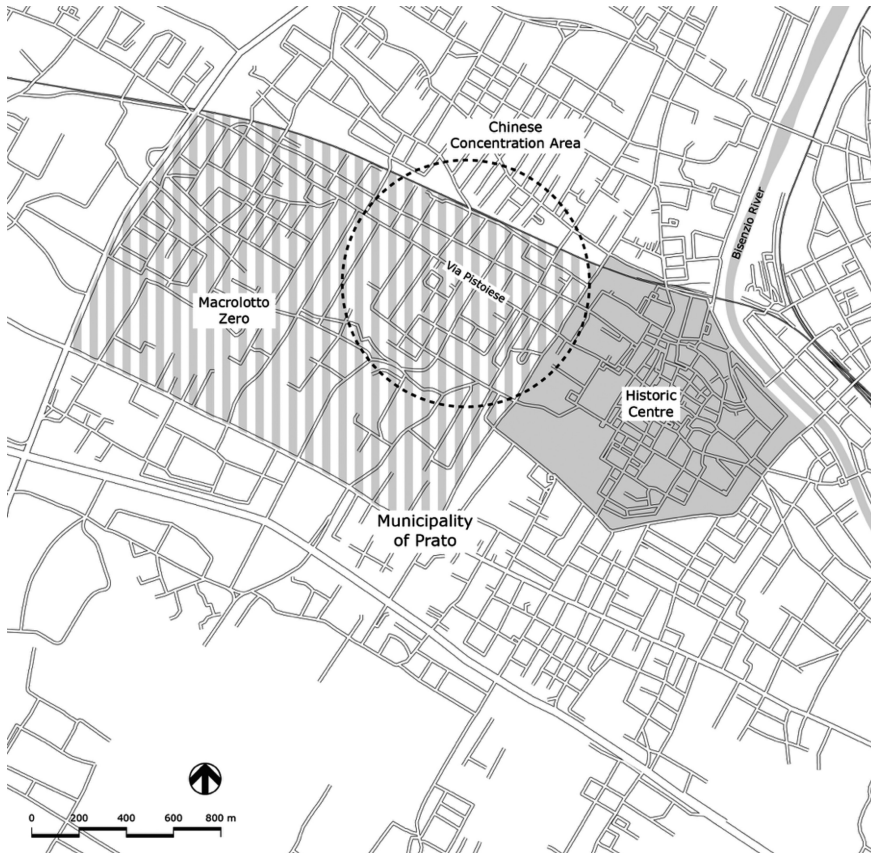 Chinese
Concentration Area
Bisenzio River
Via Pistoiese
Macrolotto
Zero
Historic
Centre
Municipality
of Prato
0 200 400 600 800 m